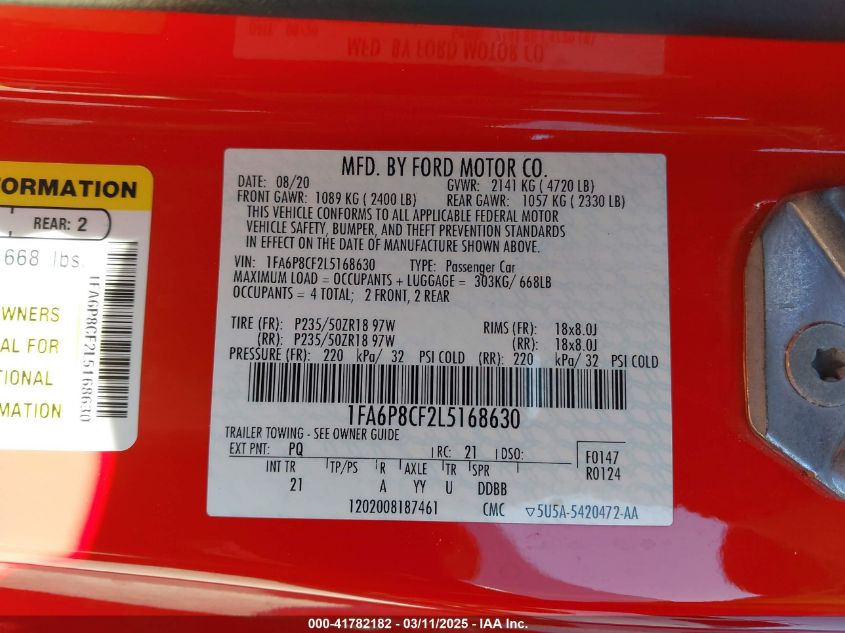 MFD. BY FORD MOTOR CO.
DATE: 08/20 GVWR: 2141 KG ( 4720 LB)
FRONT GAWR: 1089 KG ( 2400 LB) REAR GAWR: 1057 KG ( 2330 LB)
THIS VEHICLE CONFORMS TO ALL APPLICABLE FEDERAL MOTOR
VEHICLE SAFETY, BUMPER, AND THEFT PREVENTION STANDARDS
IN EFFECT ON THE DATE OF MANUFACTURE SHOWN ABOVE.
VIN: 1FA6P8CF2L5168630 TYPE: Passenger Car
MAXIMUM LOAD = OCCUPANTS + LUGGAGE = 303KG/ 668LB
OCCUPANTS = 4 TOTAL; 2 FRONT, 2 REAR
TIRE (FR): P235/50ZR18 97W RIMS (FR): 18x8.0J
(RR): P235/50ZR18 97W (RR): 18x8.0J
PRESSURE (FR): 220 kPa/ 32 PSI COLD (RR): 220 kPa/ 32 PSI COLD
1FA6P8CF2L5168630
TRAILER TOWING - SEE OWNER GUIDE
EXT PNT: PQ RC: 21 DSO: F0147
INT TR TP/PS R AXLE TR SPR R0124
21 A YY U DDBB
1202008187461 CMC ▽5U5A-5420472-AA
FORMATION
REAR: 2
668 lbs.
OWNERS
AL FOR
TIONAL
MATION
1FA6P8CF2L5168630
MFD. BY FORD MOTOR CO
000-41782182 - 03/11/2025 - IAA Inc.